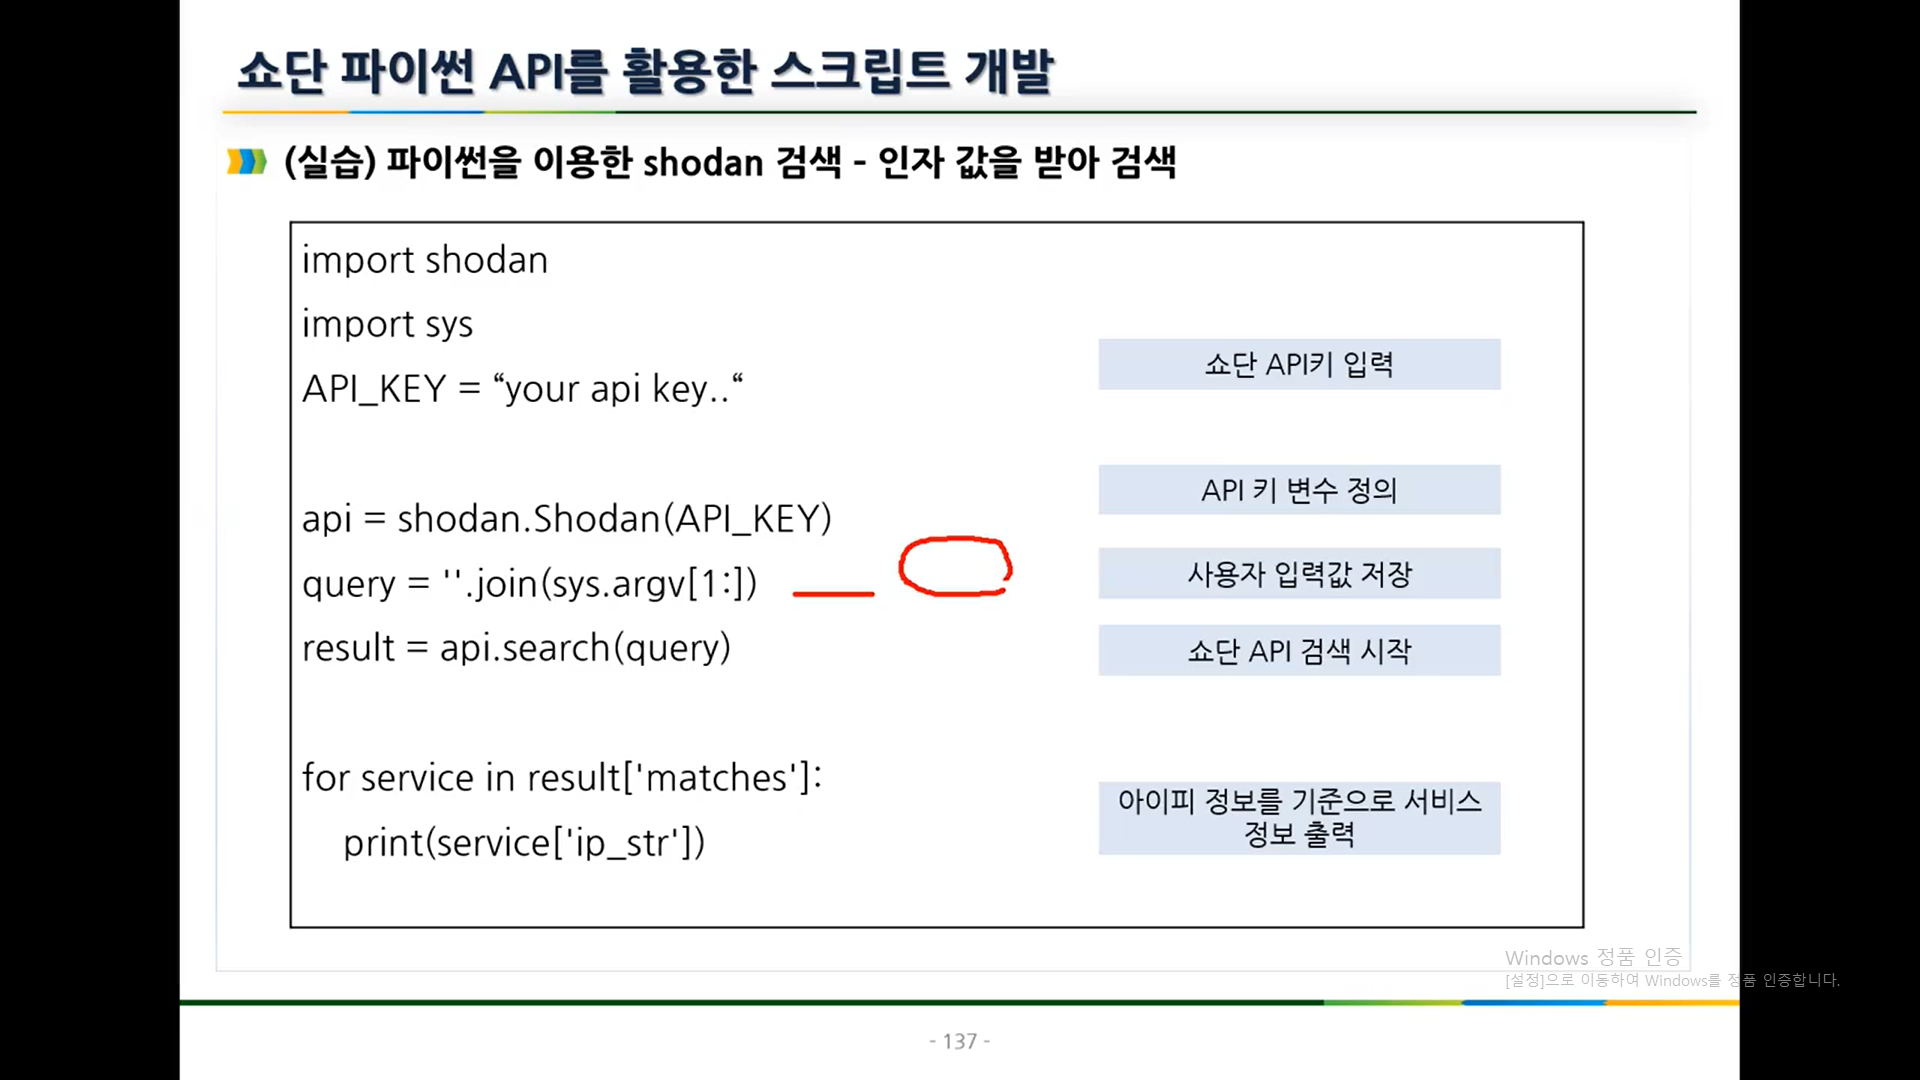 쇼단 파이썬 API를 활용한 스크립트 개발
(실습) 파이썬을 이용한 shodan 검색 - 인자 값을 받아 검색
import shodan
import sys
API_KEY = “your api key..“
api = shodan.Shodan(API_KEY)
query = ''.join(sys.argv[1:])
result = api.search(query)
for service in result['matches']:
print(service['ip_str'])
쇼단 API키 입력
API 키 변수 정의
사용자 입력값 저장
쇼단 API 검색 시작
아이피 정보를 기준으로 서비스
정보 출력
Windows 정품 인증
[설정]으로 이동하여 Windows를 정품 인증합니다.
- 137 -